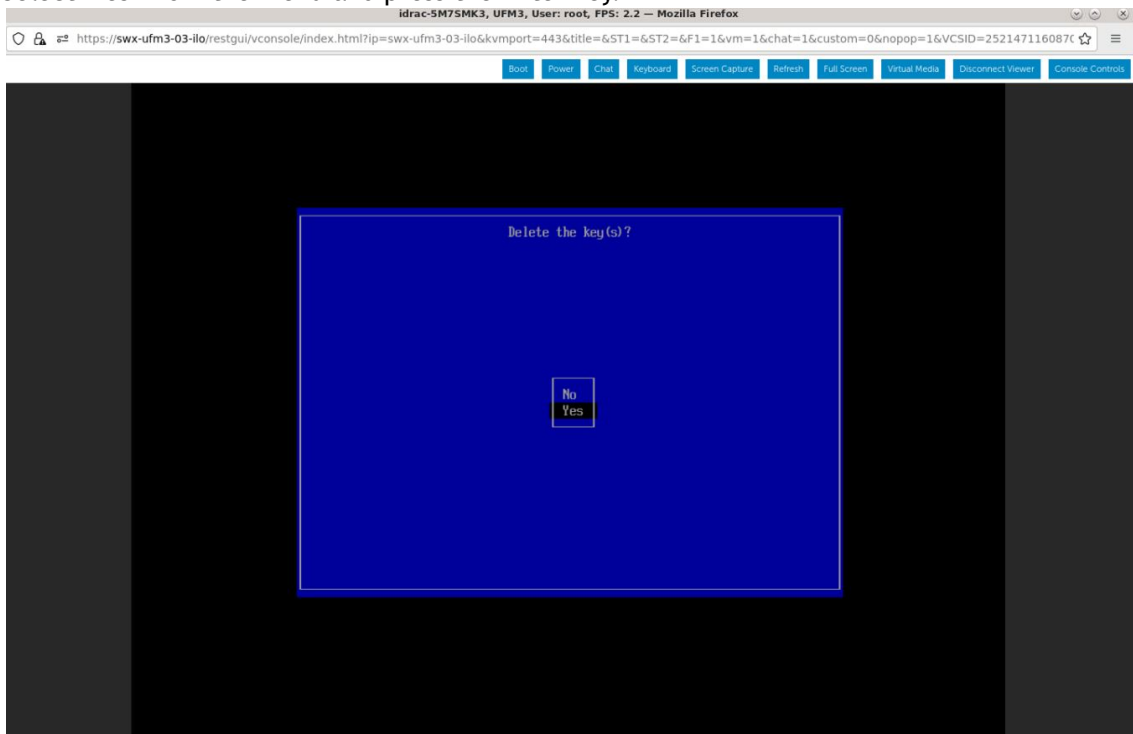 idrac-5M7SMK3, UFM3, User: root, FPS: 2.2 — Mozilla Firefox
https://swx-ufm3-03-ilo/restgui/vconsole/index.html?ip=swx-ufm3-03-ilo&kvmport=443&title=&ST1=&ST2=&F1=1&vm=1&chat=1&custom=0&nopop=1&VCSID=2521471160870
Boot Power Chat Keyboard Screen Capture Refresh Full Screen Virtual Media Disconnect Viewer Console Controls
Delete the key(s)?
No
Yes